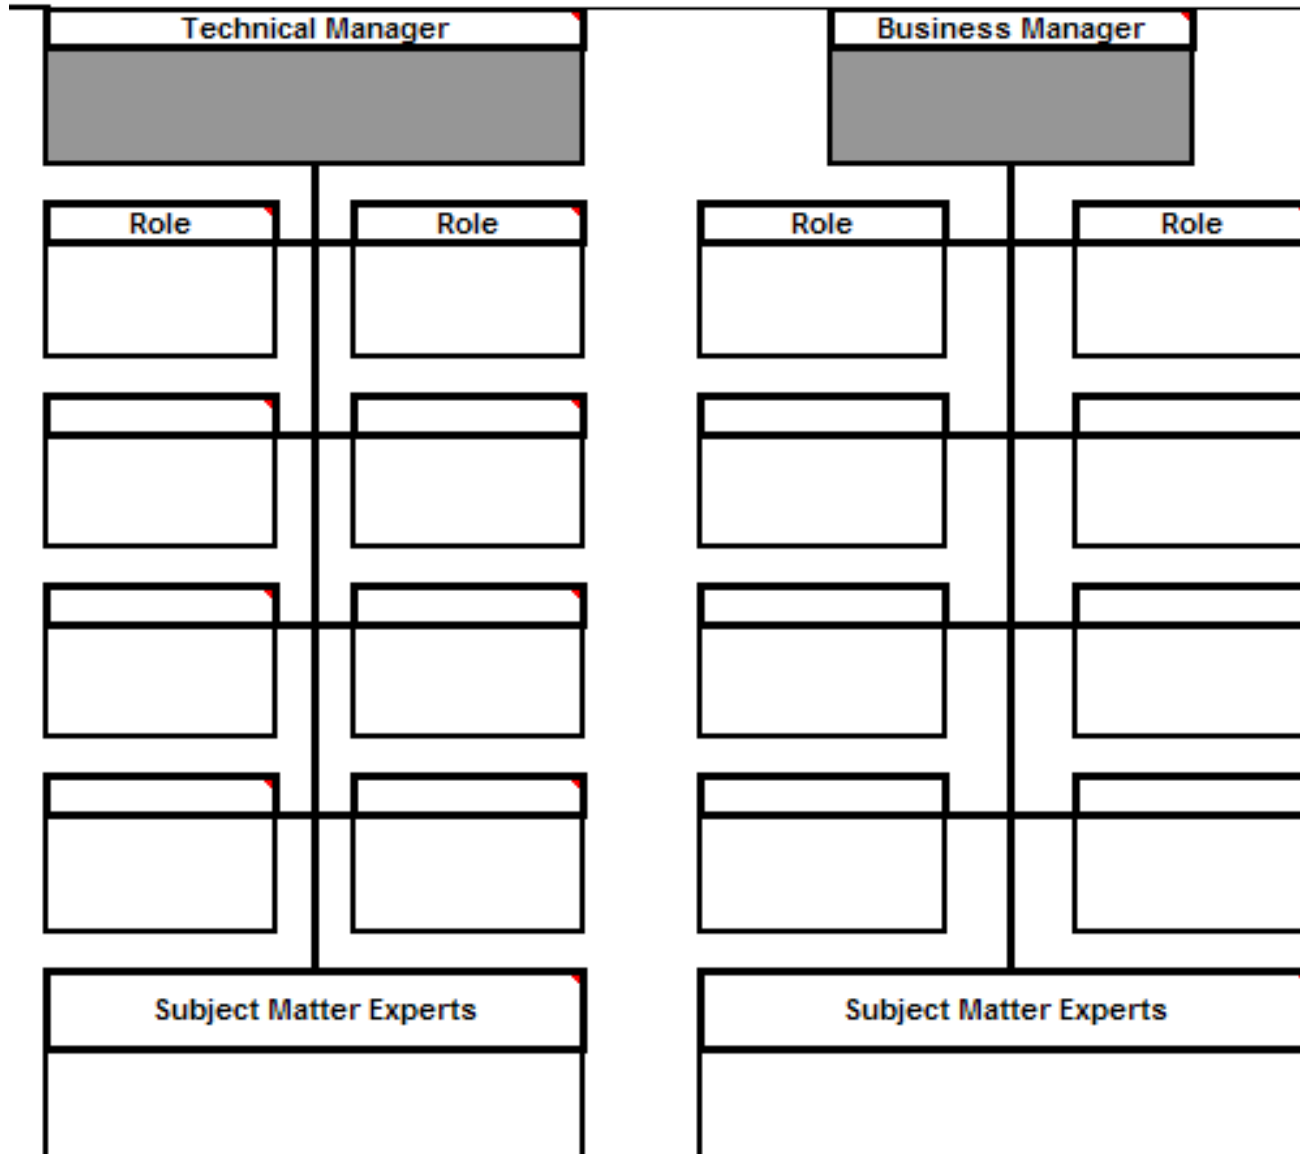 Technical Manager
Business Manager
Role
Role
Role
Role
Subject Matter Experts
Subject Matter Experts